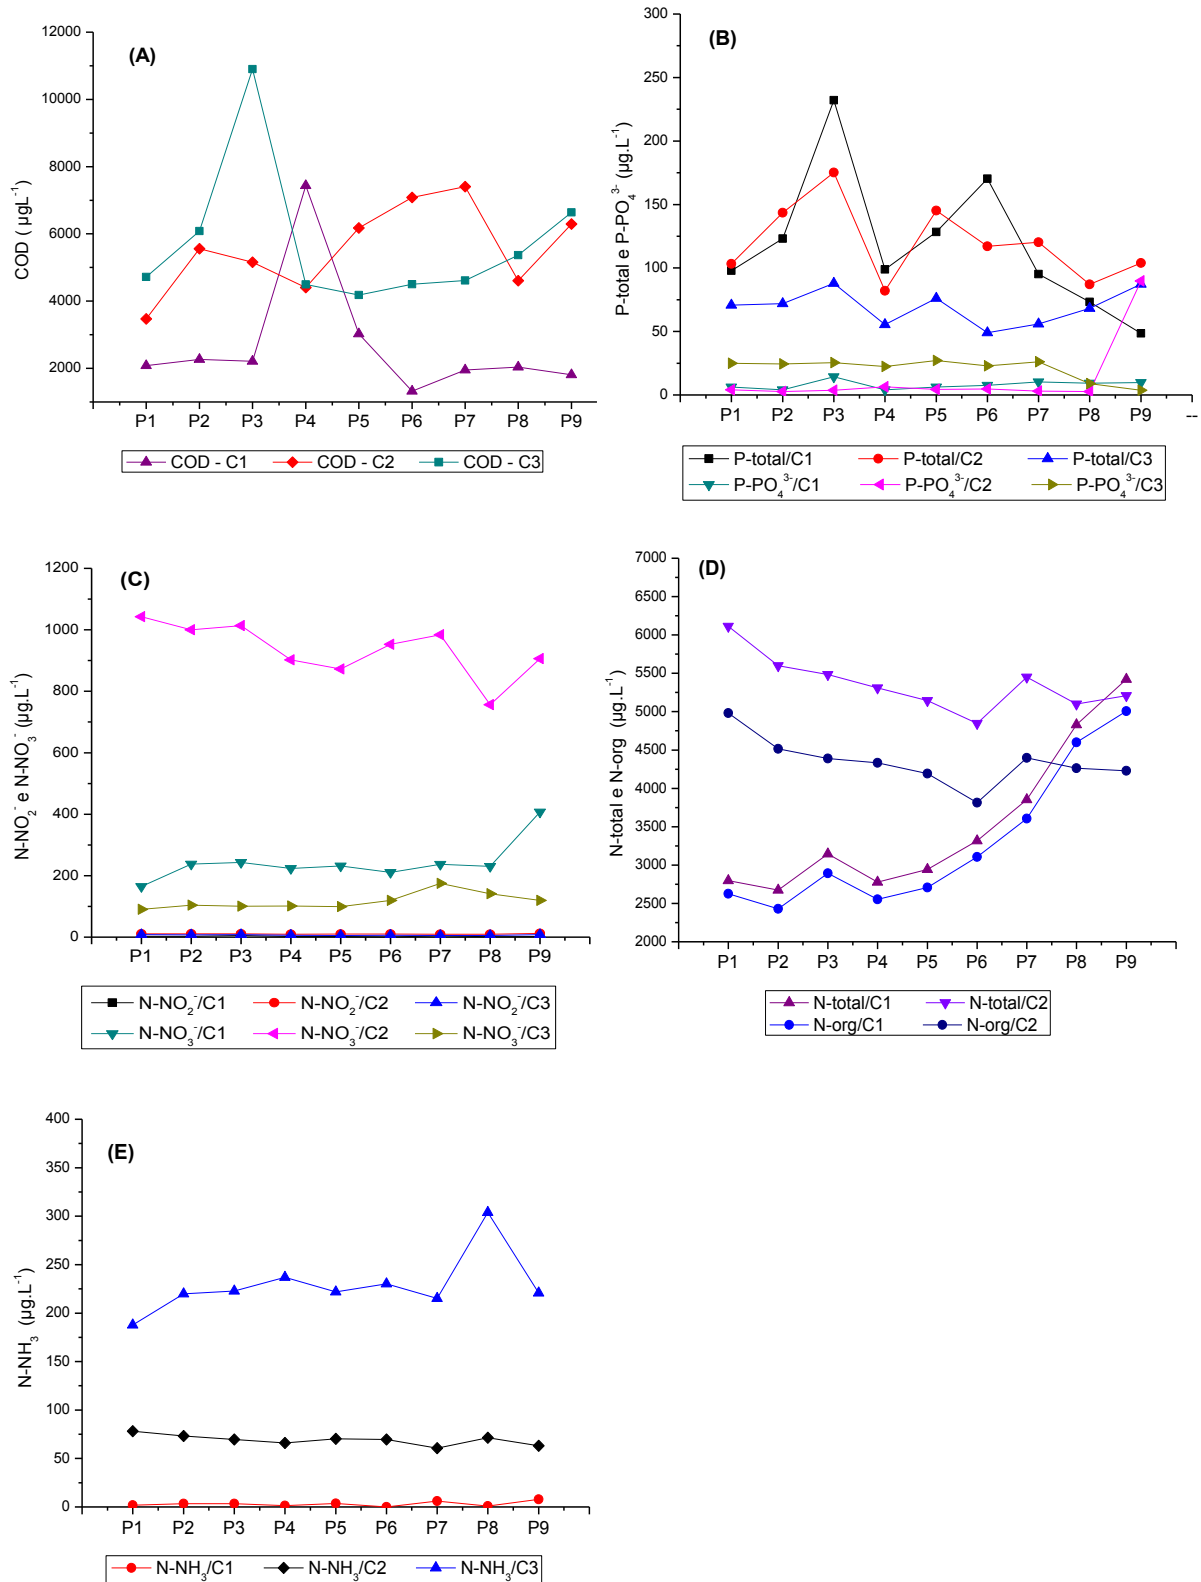 (A)
COD ( µgL⁻¹)
12000
10000
8000
6000
4000
2000
P1 P2 P3 P4 P5 P6 P7 P8 P9
COD - C1 COD - C2 COD - C3
(B)
P-total e P-PO₄³⁻ (µg.L⁻¹)
300
250
200
150
100
50
0
P1 P2 P3 P4 P5 P6 P7 P8 P9 --
P-total/C1 P-total/C2 P-total/C3
P-PO₄³⁻/C1 P-PO₄³⁻/C2 P-PO₄³⁻/C3
(C)
N-NO₂⁻ e N-NO₃⁻ (µg.L⁻¹)
1200
1000
800
600
400
200
0
P1 P2 P3 P4 P5 P6 P7 P8 P9
N-NO₂⁻/C1 N-NO₂⁻/C2 N-NO₂⁻/C3
N-NO₃⁻/C1 N-NO₃⁻/C2 N-NO₃⁻/C3
(D)
N-total e N-org (µg.L⁻¹)
7000
6500
6000
5500
5000
4500
4000
3500
3000
2500
2000
P1 P2 P3 P4 P5 P6 P7 P8 P9
N-total/C1 N-total/C2
N-org/C1 N-org/C2
(E)
N-NH₃ (µg.L⁻¹)
400
350
300
250
200
150
100
50
0
P1 P2 P3 P4 P5 P6 P7 P8 P9
N-NH₃/C1 N-NH₃/C2 N-NH₃/C3